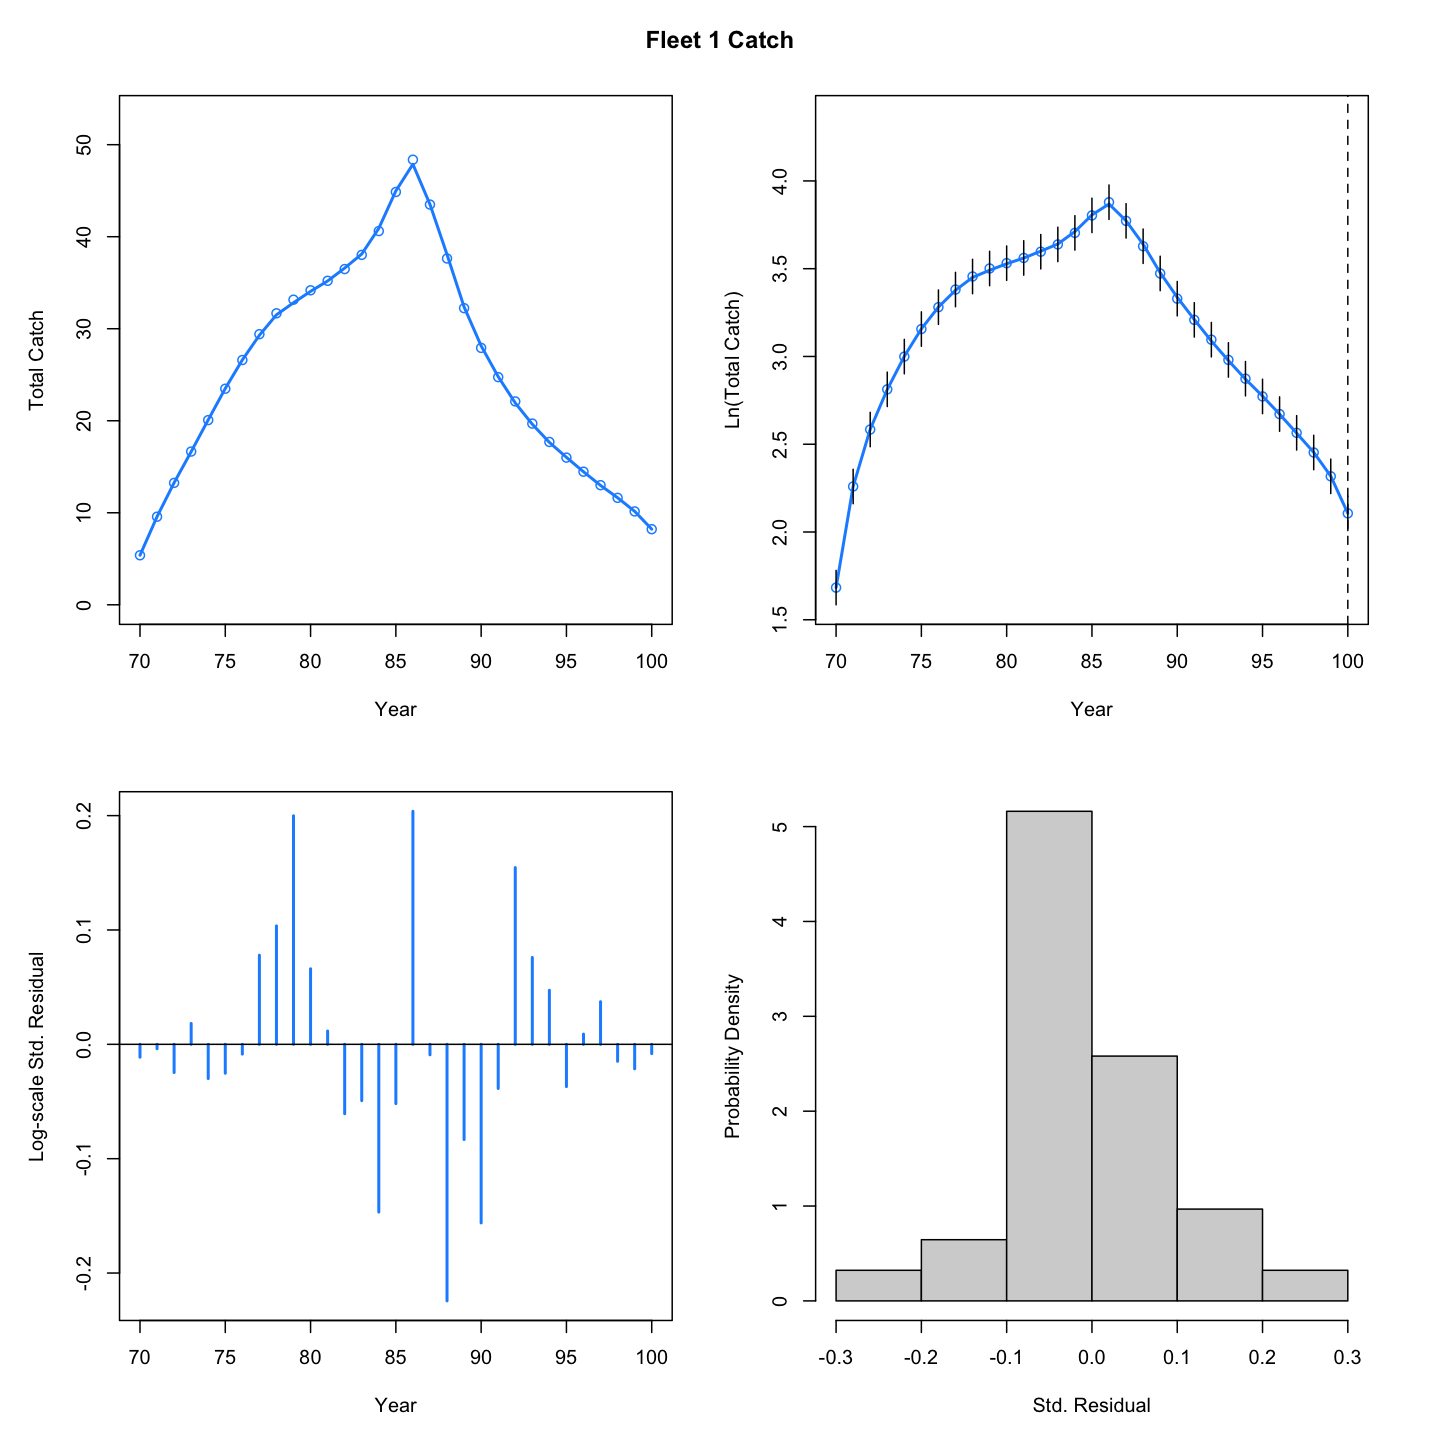 Fleet 1 Catch
Total Catch
0 10 20 30 40 50
70 75 80 85 90 95 100
Year
Ln(Total Catch)
1.5 2.0 2.5 3.0 3.5 4.0
70 75 80 85 90 95 100
Year
Log-scale Std. Residual
-0.2 -0.1 0.0 0.1 0.2
70 75 80 85 90 95 100
Year
Probability Density
0 1 2 3 4 5
-0.3 -0.2 -0.1 0.0 0.1 0.2 0.3
Std. Residual